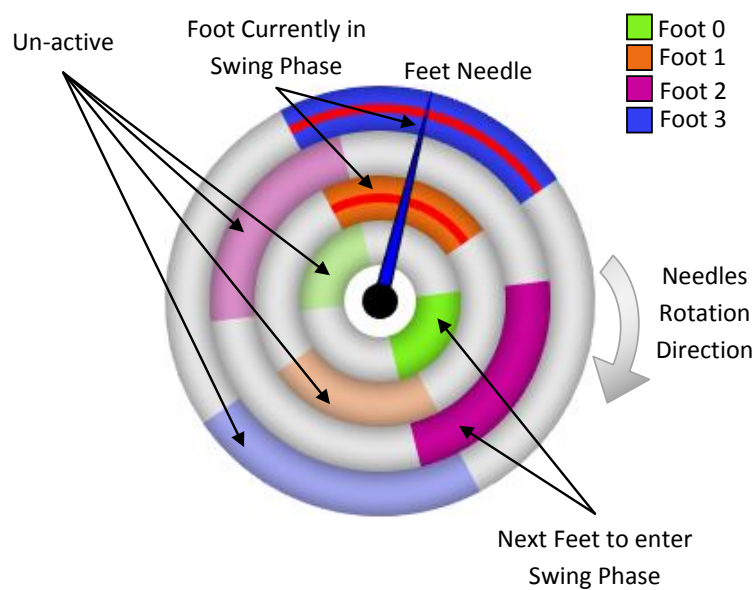 Un-active
Foot Currently in
Swing Phase
Feet Needle
Foot 0
Foot 1
Foot 2
Foot 3
Needles
Rotation
Direction
Next Feet to enter
Swing Phase